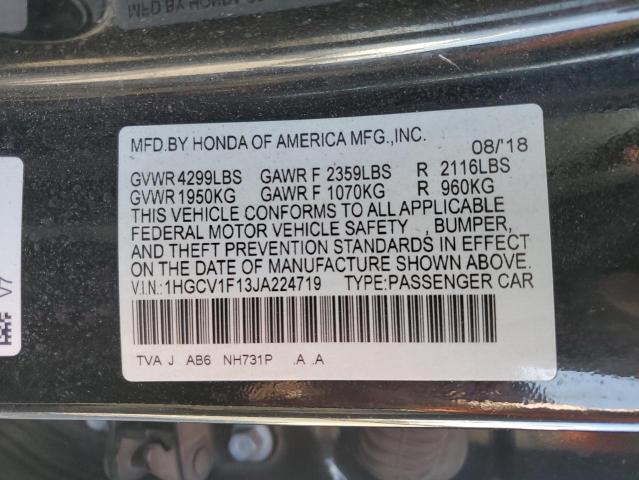 MFD.BY HONDA OF AMERICA MFG.,INC. 08/'18
GVWR 4299LBS GAWR F 2359LBS R 2116LBS
GVWR 1950KG GAWR F 1070KG R 960KG
THIS VEHICLE CONFORMS TO ALL APPLICABLE
FEDERAL MOTOR VEHICLE SAFETY , BUMPER,
AND THEFT PREVENTION STANDARDS IN EFFECT
ON THE DATE OF MANUFACTURE SHOWN ABOVE.
V.I.N.:1HGCV1F13JA224719 TYPE:PASSENGER CAR
TVA J AB6 NH731P .A .A
V7